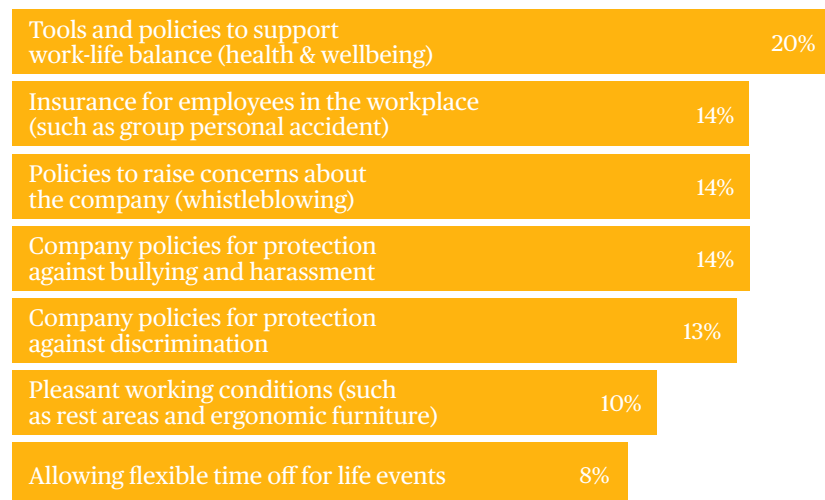 Tools and policies to support
work-life balance (health & wellbeing)
20%
Insurance for employees in the workplace
(such as group personal accident)
14%
Policies to raise concerns about
the company (whistleblowing)
14%
Company policies for protection
against bullying and harassment
14%
Company policies for protection
against discrimination
13%
Pleasant working conditions (such
as rest areas and ergonomic furniture)
10%
Allowing flexible time off for life events
8%